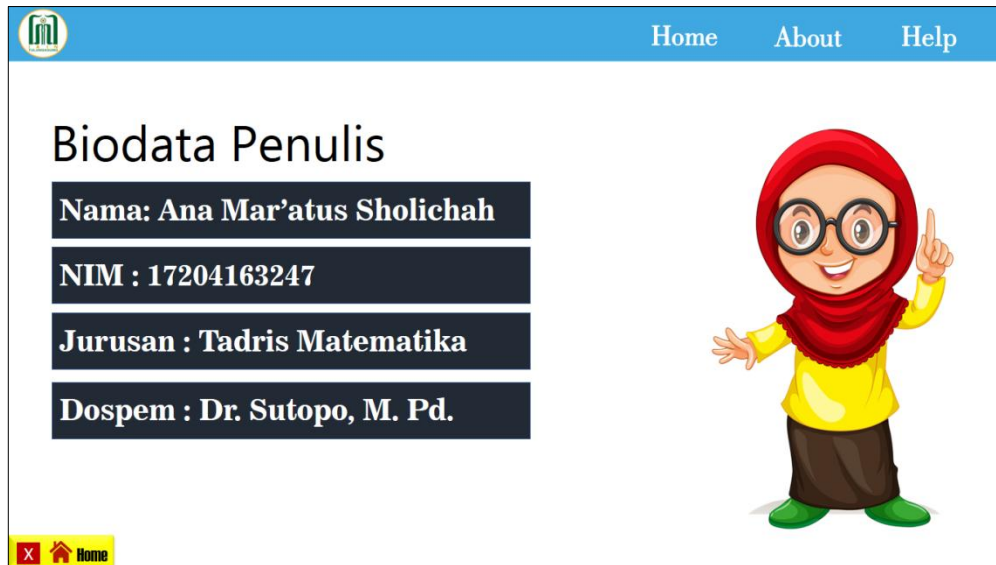 Home About Help
Biodata Penulis
Nama: Ana Mar’atus Sholichah
NIM : 17204163247
Jurusan : Tadris Matematika
Dospem : Dr. Sutopo, M. Pd.
X Home